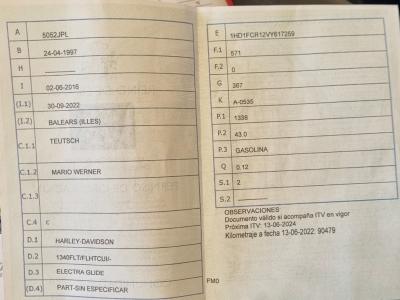 A 5052JPL
B 24-04-1997
H
I 02-06-2016
(I.1) 30-09-2022
(I.2) BALEARS (ILLES)
C.1.1 TEUTSCH
C.1.2 MARIO WERNER
C.1.3
C.4 c
D.1 HARLEY-DAVIDSON
D.2 1340FLT/FLHTCUI/-
D.3 ELECTRA GLIDE
(D.4) PART-SIN ESPECIFICAR
E 1HD1FCR12VY617259
F.1 571
F.2 0
G 367
K A-0535
P.1 1338
P.2 43.0
P.3 GASOLINA
Q 0.12
S.1 2
S.2
OBSERVACIONES
Documento válido si acompaña ITV en vigor
Próxima ITV: 13-06-2024
Kilometraje a fecha 13-06-2022: 90479
FM0